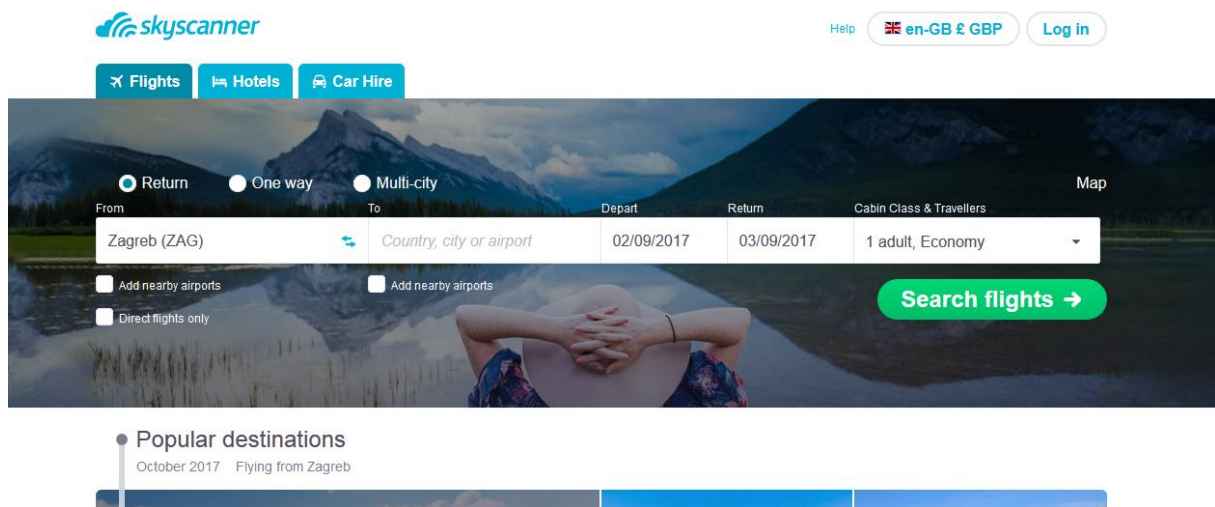 skyscanner
Help en-GB £ GBP Log in
Flights Hotels Car Hire
Return One way Multi-city Map
From To Depart Return Cabin Class & Travellers
Zagreb (ZAG) Country, city or airport 02/09/2017 03/09/2017 1 adult, Economy
Add nearby airports Add nearby airports
Search flights
Direct flights only
Popular destinations
October 2017 Flying from Zagreb